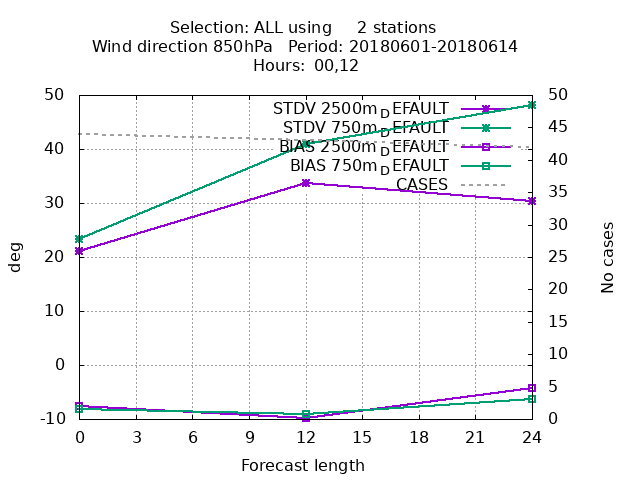 Selection: ALL using 2 stations
Wind direction 850hPa Period: 20180601-20180614
Hours: 00,12
50
40
30
20
10
0
-10
deg
STDV 2500m_DEFAULT
STDV 750m_DEFAULT
BIAS 2500m_DEFAULT
BIAS 750m_DEFAULT
CASES
50
45
40
35
30
25
20
15
10
5
0
No cases
0 3 6 9 12 15 18 21 24
Forecast length